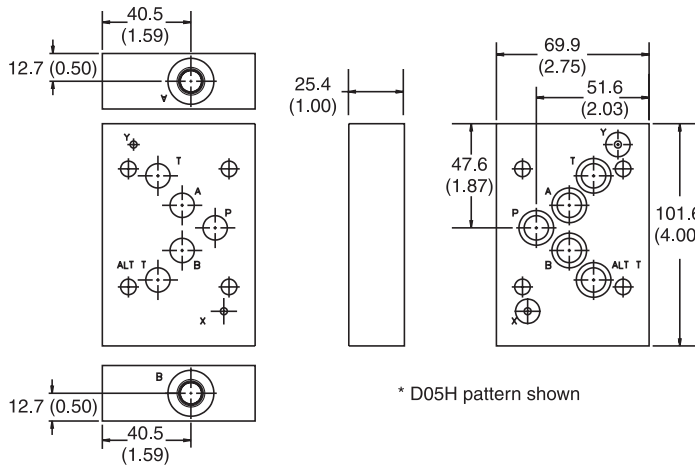 40.5
(1.59)
12.7 (0.50)
A
25.4
(1.00)
69.9
(2.75)
51.6
(2.03)
47.6
(1.87)
101.6
(4.00
Y
T
A
P
B
ALT T
X
Y
T
A
P
B
ALT T
X
B
12.7 (0.50)
40.5
(1.59)
* D05H pattern shown